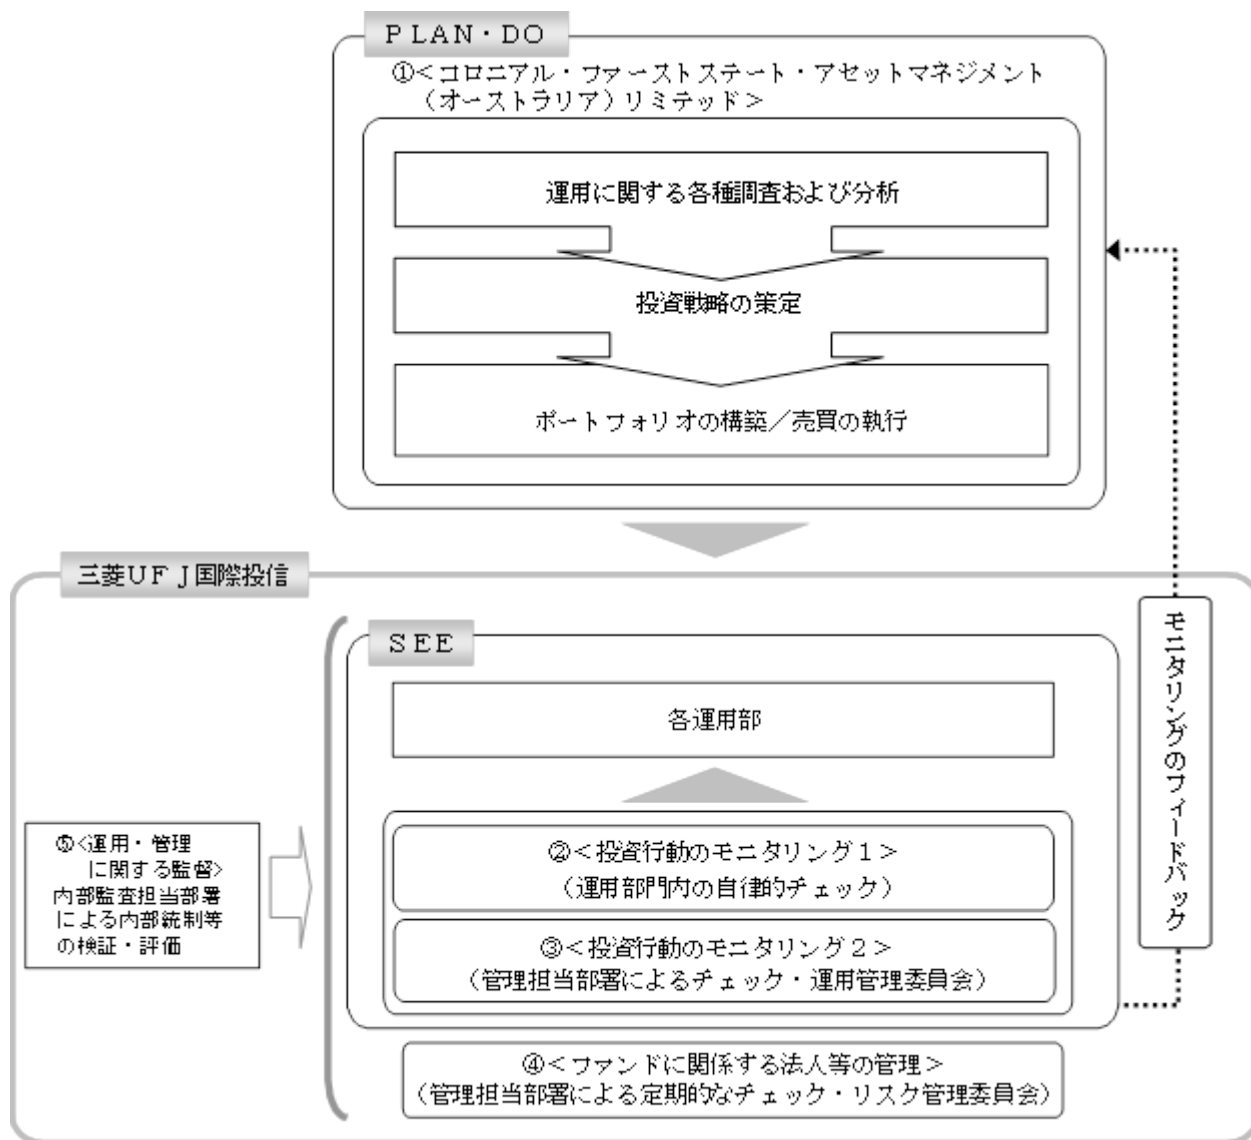 ＰＬＡＮ・ＤＯ
①＜コロニアル・ファーストステート・アセットマネジメント
（オーストラリア）リミテッド＞
運用に関する各種調査および分析
投資戦略の策定
ポートフォリオの構築／売買の執行
三菱ＵＦＪ国際投信
ＳＥＥ
各運用部
②＜投資行動のモニタリング１＞
（運用部門内の自律的チェック）
③＜投資行動のモニタリング２＞
（管理担当部署によるチェック・運用管理委員会）
④＜ファンドに関係する法人等の管理＞
（管理担当部署による定期的なチェック・リスク管理委員会）
⑤<運用・管理
に関する監督>
内部監査担当部署
による内部統制等
の検証・評価
モニタリングのフィードバック